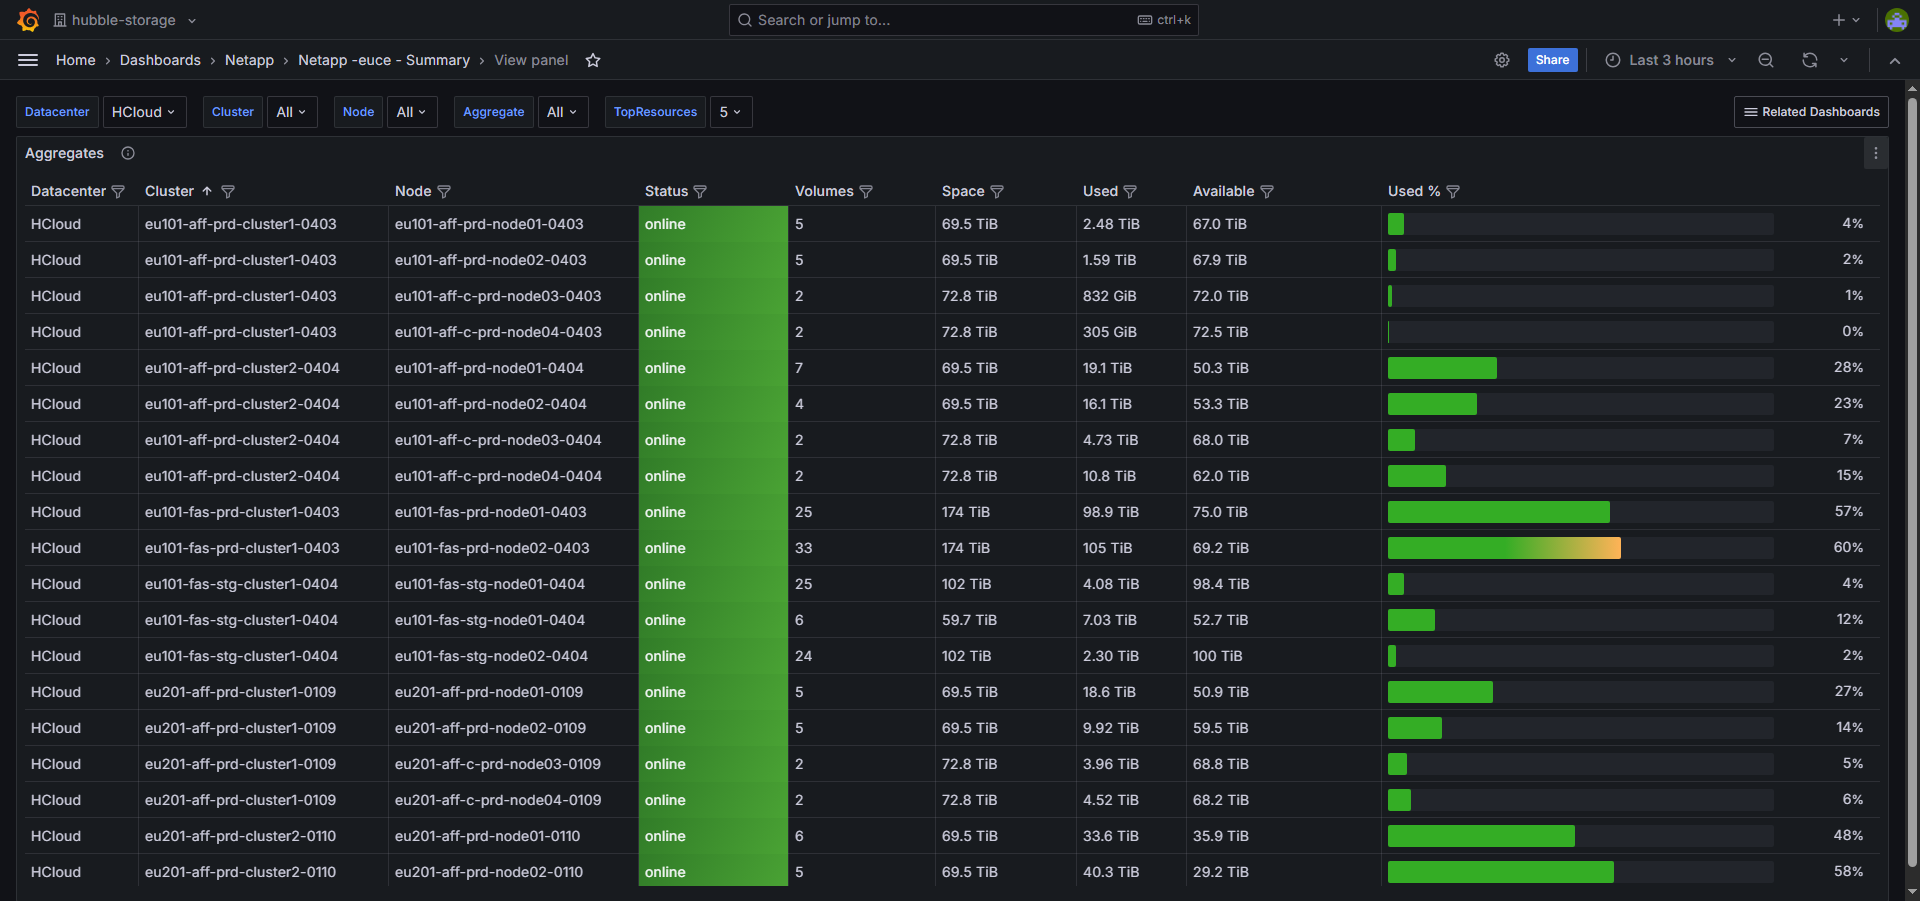 hubble-storage
Search or jump to... ctrl+k
Home › Dashboards › Netapp › Netapp -euce - Summary › View panel
Share Last 3 hours
Datacenter HCloud Cluster All Node All Aggregate All TopResources 5 Related Dashboards
Aggregates
Datacenter Cluster Node Status Volumes Space Used Available Used %
HCloud eu101-aff-prd-cluster1-0403 eu101-aff-prd-node01-0403 online 5 69.5 TiB 2.48 TiB 67.0 TiB 4%
HCloud eu101-aff-prd-cluster1-0403 eu101-aff-prd-node02-0403 online 5 69.5 TiB 1.59 TiB 67.9 TiB 2%
HCloud eu101-aff-prd-cluster1-0403 eu101-aff-c-prd-node03-0403 online 2 72.8 TiB 832 GiB 72.0 TiB 1%
HCloud eu101-aff-prd-cluster1-0403 eu101-aff-c-prd-node04-0403 online 2 72.8 TiB 305 GiB 72.5 TiB 0%
HCloud eu101-aff-prd-cluster2-0404 eu101-aff-prd-node01-0404 online 7 69.5 TiB 19.1 TiB 50.3 TiB 28%
HCloud eu101-aff-prd-cluster2-0404 eu101-aff-prd-node02-0404 online 4 69.5 TiB 16.1 TiB 53.3 TiB 23%
HCloud eu101-aff-prd-cluster2-0404 eu101-aff-c-prd-node03-0404 online 2 72.8 TiB 4.73 TiB 68.0 TiB 7%
HCloud eu101-aff-prd-cluster2-0404 eu101-aff-c-prd-node04-0404 online 2 72.8 TiB 10.8 TiB 62.0 TiB 15%
HCloud eu101-fas-prd-cluster1-0403 eu101-fas-prd-node01-0403 online 25 174 TiB 98.9 TiB 75.0 TiB 57%
HCloud eu101-fas-prd-cluster1-0403 eu101-fas-prd-node02-0403 online 33 174 TiB 105 TiB 69.2 TiB 60%
HCloud eu101-fas-stg-cluster1-0404 eu101-fas-stg-node01-0404 online 25 102 TiB 4.08 TiB 98.4 TiB 4%
HCloud eu101-fas-stg-cluster1-0404 eu101-fas-stg-node01-0404 online 6 59.7 TiB 7.03 TiB 52.7 TiB 12%
HCloud eu101-fas-stg-cluster1-0404 eu101-fas-stg-node02-0404 online 24 102 TiB 2.30 TiB 100 TiB 2%
HCloud eu201-aff-prd-cluster1-0109 eu201-aff-prd-node01-0109 online 5 69.5 TiB 18.6 TiB 50.9 TiB 27%
HCloud eu201-aff-prd-cluster1-0109 eu201-aff-prd-node02-0109 online 5 69.5 TiB 9.92 TiB 59.5 TiB 14%
HCloud eu201-aff-prd-cluster1-0109 eu201-aff-c-prd-node03-0109 online 2 72.8 TiB 3.96 TiB 68.8 TiB 5%
HCloud eu201-aff-prd-cluster1-0109 eu201-aff-c-prd-node04-0109 online 2 72.8 TiB 4.52 TiB 68.2 TiB 6%
HCloud eu201-aff-prd-cluster2-0110 eu201-aff-prd-node01-0110 online 6 69.5 TiB 33.6 TiB 35.9 TiB 48%
HCloud eu201-aff-prd-cluster2-0110 eu201-aff-prd-node02-0110 online 5 69.5 TiB 40.3 TiB 29.2 TiB 58%